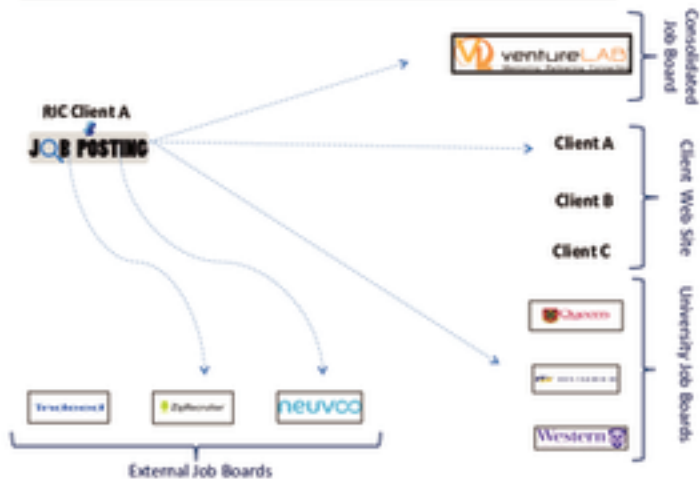 Consolidated
Job Board
ventureLAB
RIC Client A
JOB POSTING
Client A
Client B
Client C
Client Web Site
Queens
Western
University Job Boards
Indeed
ZipRecruiter
neuvoo
External Job Boards